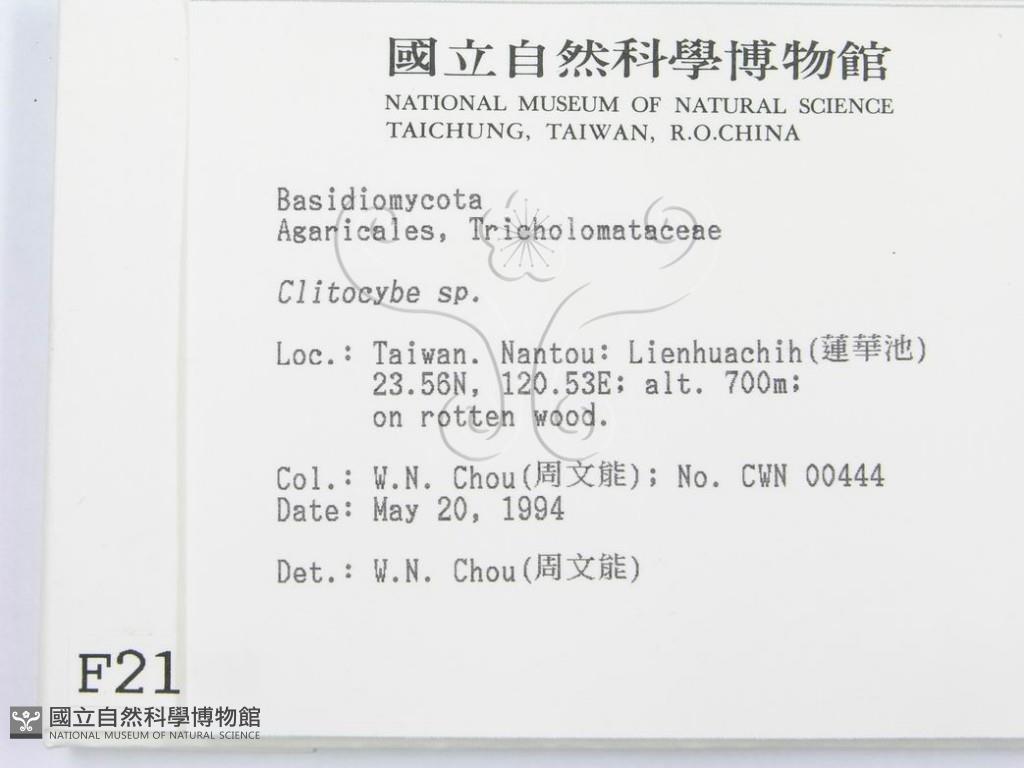 國立自然科學博物館
NATIONAL MUSEUM OF NATURAL SCIENCE
TAICHUNG, TAIWAN, R.O.CHINA
Basidiomycota
Agaricales, Tricholomataceae
Clitocybe sp.
Loc.: Taiwan. Nantou: Lienhuachih(蓮華池)
23.56N, 120.53E; alt. 700m;
on rotten wood.
Col.: W.N. Chou(周文能); No. CWN 00444
Date: May 20, 1994
Det.: W.N. Chou(周文能)
F21
國立自然科學博物館
NATIONAL MUSEUM OF NATURAL SCIENCE